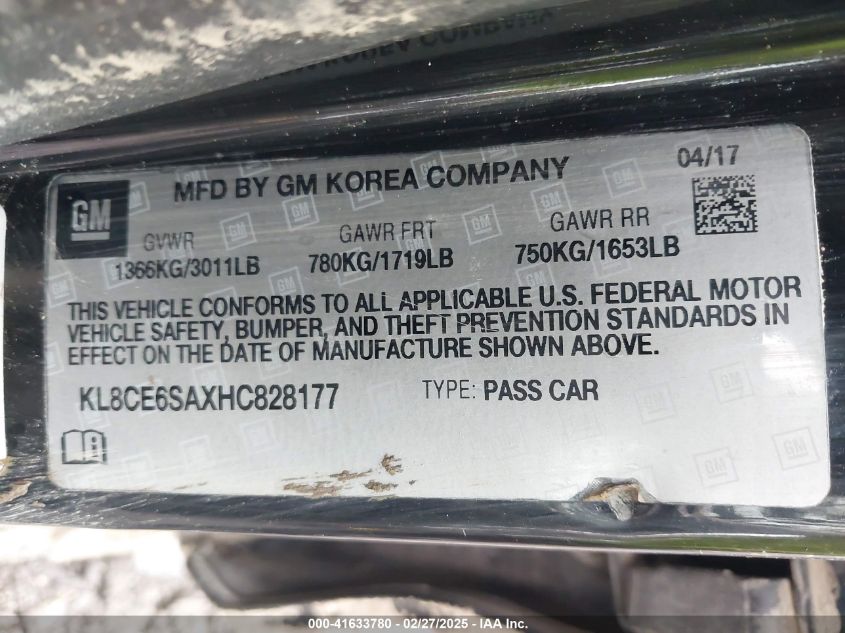 KOREA COMPANY
MFD BY GM KOREA COMPANY
04/17
GM
GVWR
1366KG/3011LB
GAWR FRT
780KG/1719LB
GAWR RR
750KG/1653LB
THIS VEHICLE CONFORMS TO ALL APPLICABLE U.S. FEDERAL MOTOR
VEHICLE SAFETY, BUMPER, AND THEFT PREVENTION STANDARDS IN
EFFECT ON THE DATE OF MANUFACTURE SHOWN ABOVE.
KL8CE6SAXHC828177
TYPE: PASS CAR
000-41633780 - 02/27/2025 - IAA Inc.